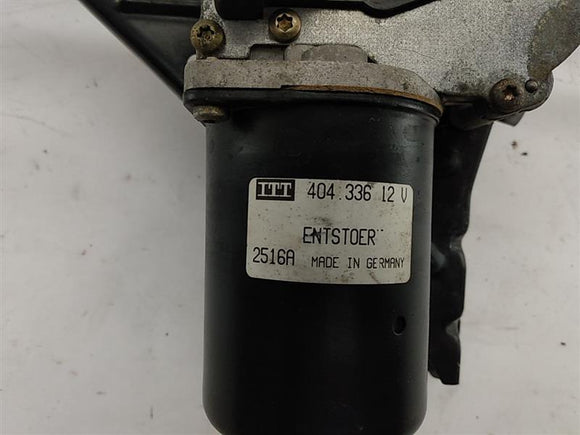 ITT 404.336 12 V
ENTSTOER¨
2516A MADE IN GERMANY